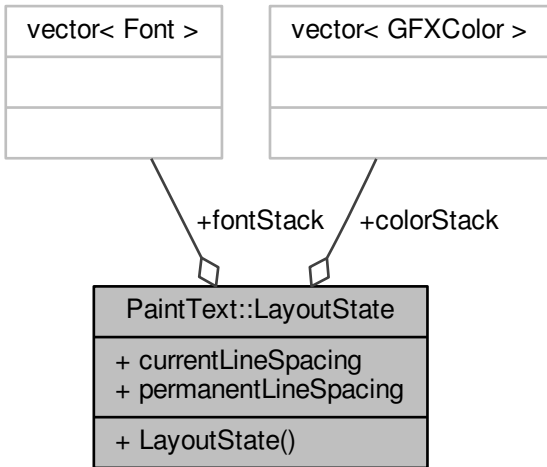 vector< Font >
vector< GFXColor >
+fontStack
+colorStack
PaintText::LayoutState
+ currentLineSpacing
+ permanentLineSpacing
+ LayoutState()